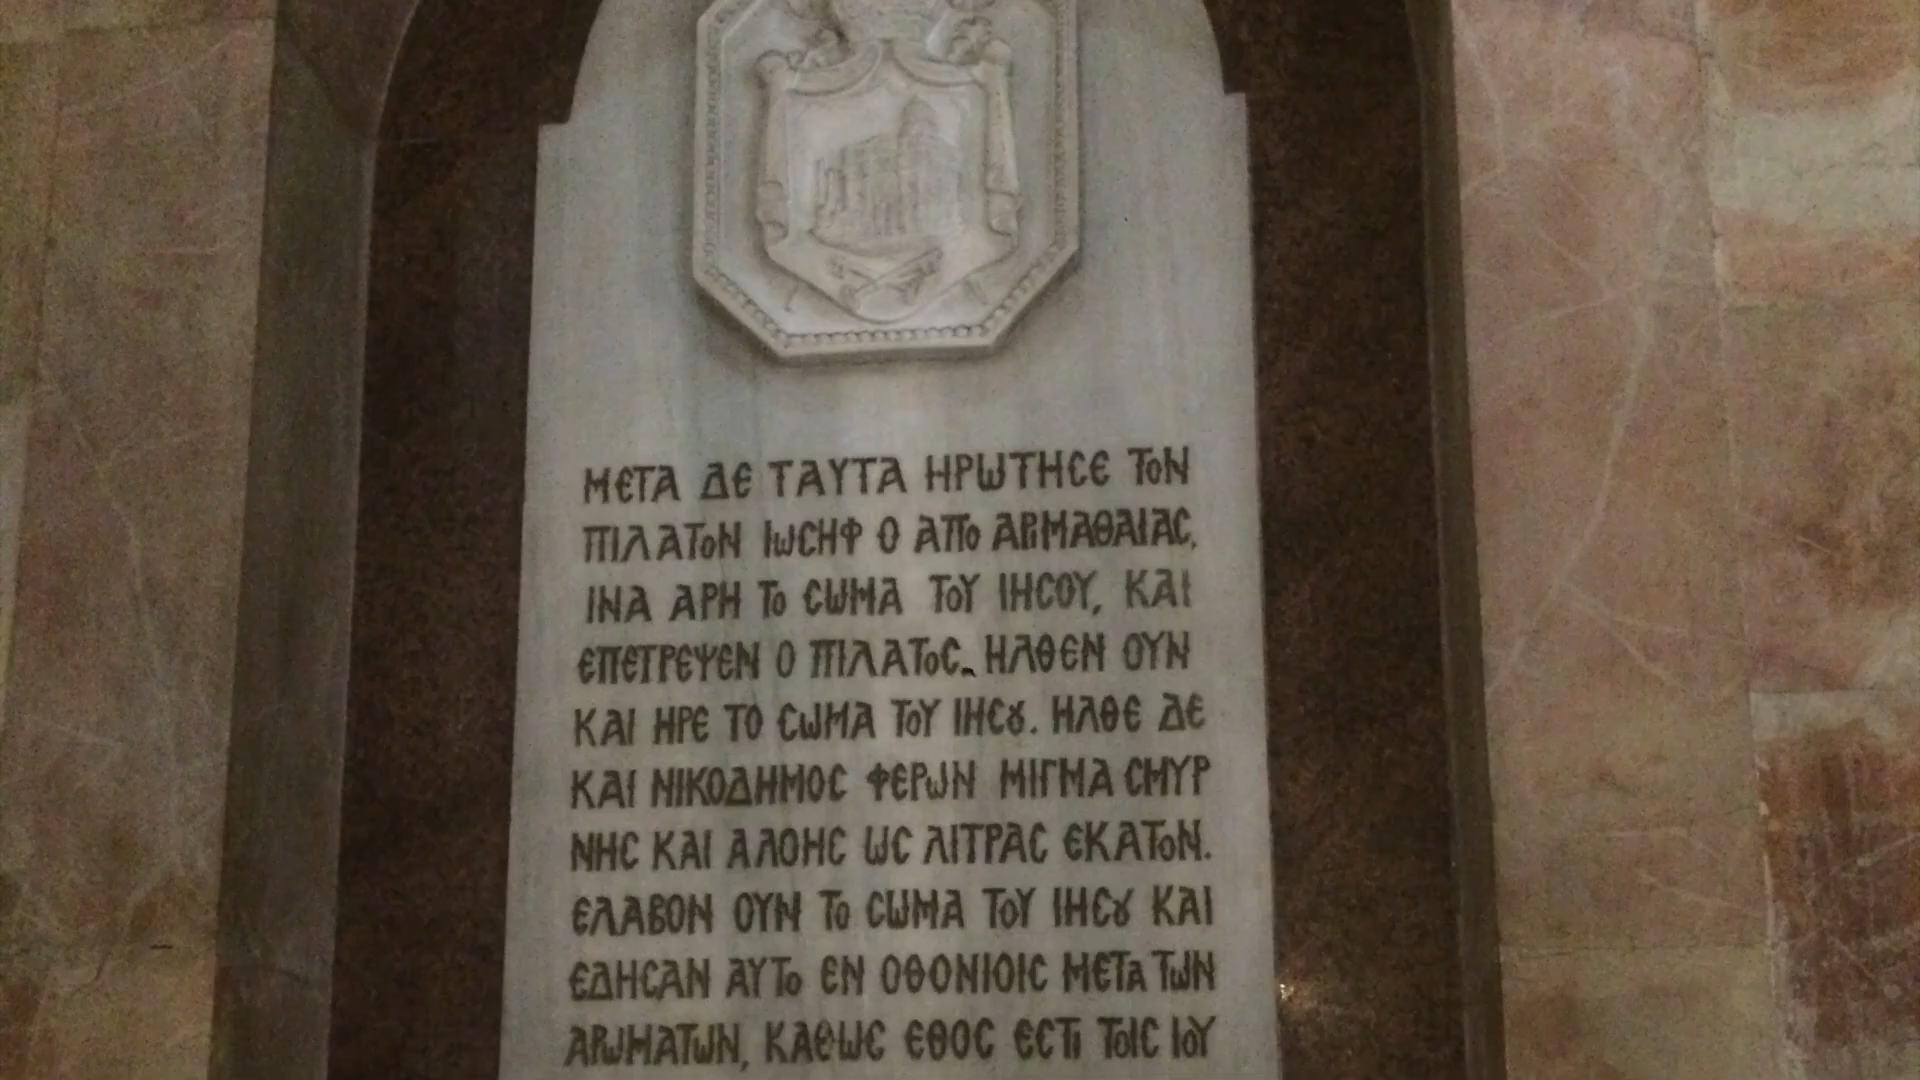 ΜΕΤΑ ΔΕ ΤΑΥΤΑ ΗΡΩΤΗϹΕ ΤΟΝ
ΠΙΛΑΤΟΝ ΙΩϹΗΦ Ο ΑΠΟ ΑΡΙΜΑΘΑΙΑϹ,
ΙΝΑ ΑΡΗ ΤΟ ϹΩΜΑ ΤΟΥ ΙΗϹΟΥ, ΚΑΙ
ΕΠΕΤΡΕΨΕΝ Ο ΠΙΛΑΤΟϹ. ΗΛΘΕΝ ΟΥΝ
ΚΑΙ ΗΡΕ ΤΟ ϹΩΜΑ ΤΟΥ ΙΗϹȢ. ΗΛΘΕ ΔΕ
ΚΑΙ ΝΙΚΟΔΗΜΟϹ ΦΕΡΩΝ ΜΙΓΜΑ ϹΜΥΡ
ΝΗϹ ΚΑΙ ΑΛΟΗϹ ΩϹ ΛΙΤΡΑϹ ΕΚΑΤΟΝ.
ΕΛΑΒΟΝ ΟΥΝ ΤΟ ϹΩΜΑ ΤΟΥ ΙΗϹȢ ΚΑΙ
ΕΔΗϹΑΝ ΑΥΤΟ ΕΝ ΟΘΟΝΙΟΙϹ ΜΕΤΑ ΤΩΝ
ΑΡΩΜΑΤΩΝ, ΚΑΘΩϹ ΕΘΟϹ ΕϹΤΙ ΤΟΙϹ ΙΟΥ